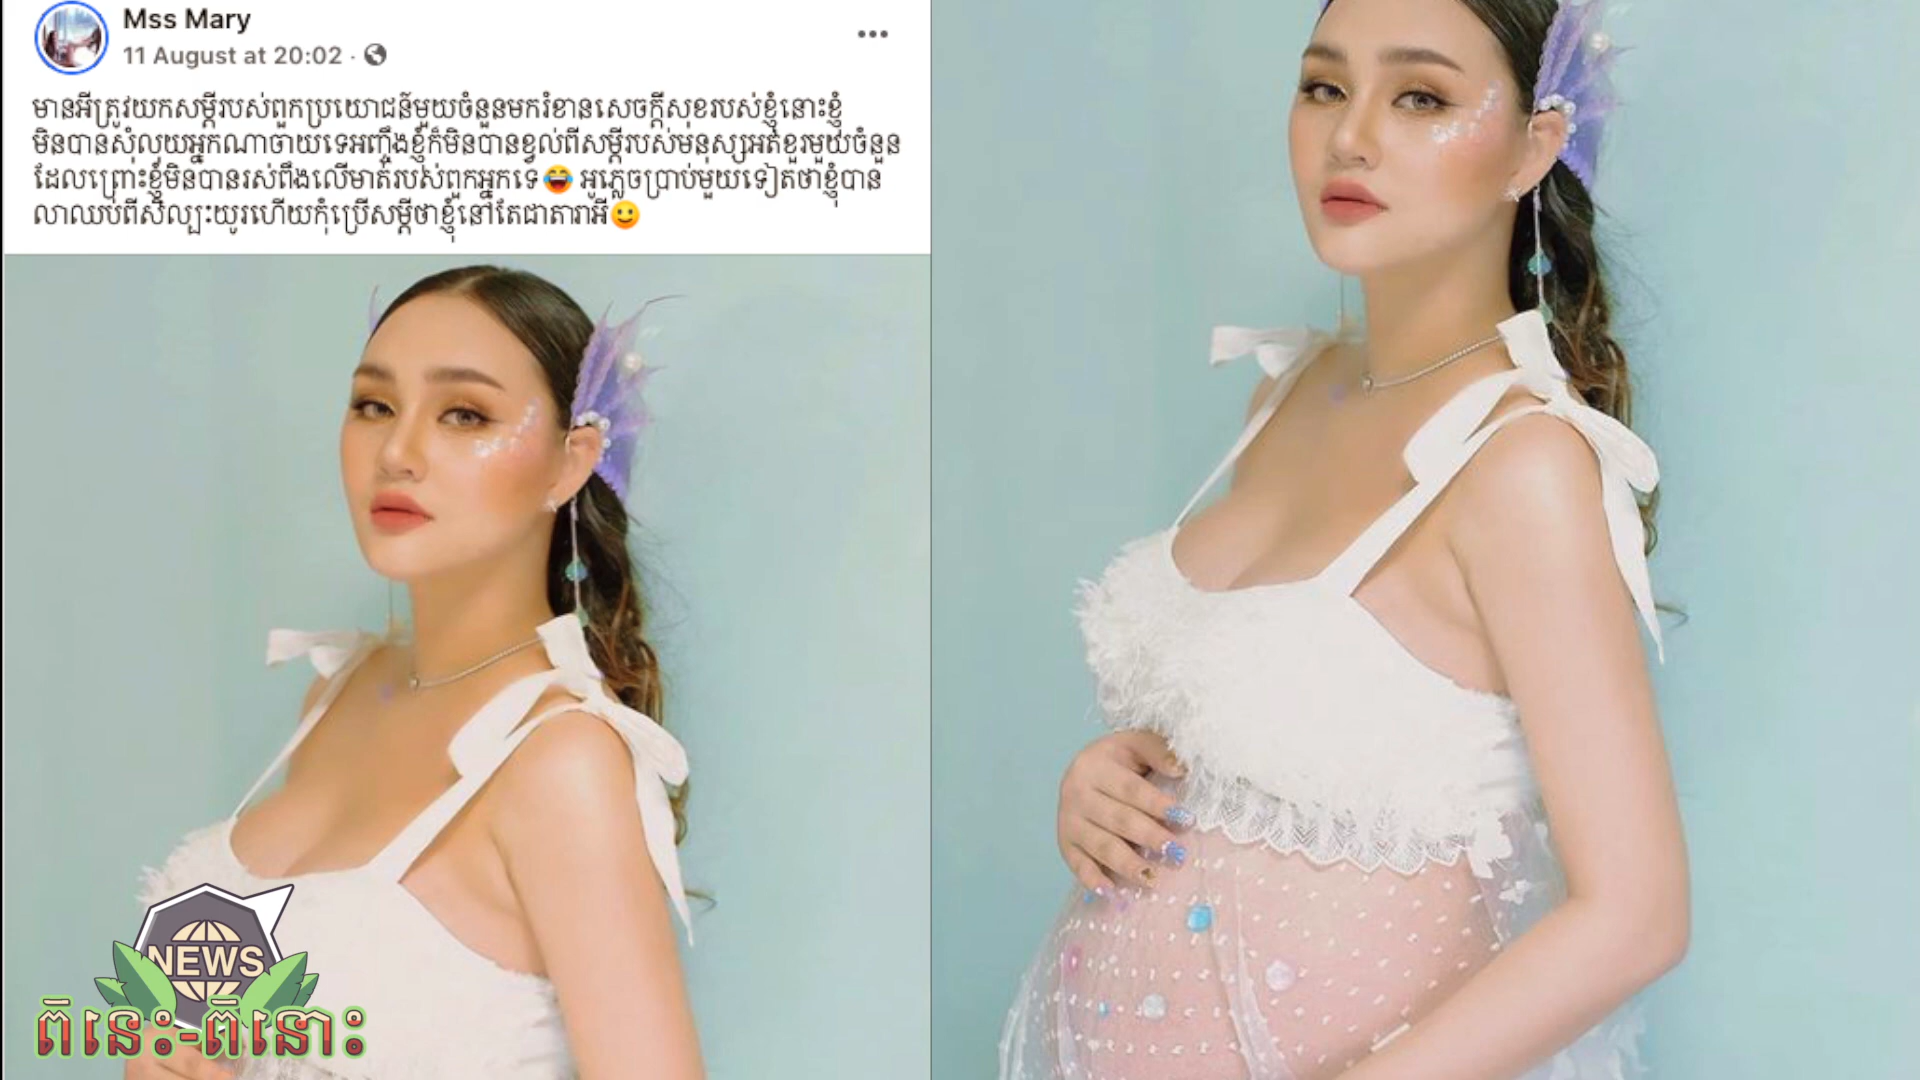 Mss Mary
11 August at 20:02 ·
មានអីត្រូវយកសម្ដីរបស់ពួកប្រយោជន៏មួយចំនួនមករំខានសេចក្ដីសុខរបស់ខ្ញុំនោះខ្ញុំ
មិនបានសំលុយអ្នកណាចាយទេអញ្ចឹងខ្ញុំក៏មិនបានខ្វល់ពីសម្ដីរបស់មនុស្សអត់ខួរមួយចំនួន
ដែលព្រោះខ្ញុំមិនបានរស់ពឹងលើមាត់របស់ពួកអ្នកទេ😂 អូភ្លេចប្រាប់មួយទៀតថាខ្ញុំបាន
លាឈប់ពីសិល្បៈយូរហើយកុំប្រើសម្ដីថាខ្ញុំនៅតែជាតារាអី🙂
NEWS
ពីនេះ-ពីនោះ